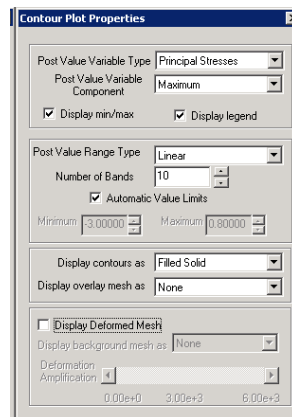 Contour Plot Properties
Post Value Variable Type Principal Stresses
Post Value Variable
Component Maximum
Display min/max Display legend
Post Value Range Type Linear
Number of Bands 10
Automatic Value Limits
Minimum -3.00000 Maximum 0.80000
Display contours as Filled Solid
Display overlay mesh as None
Display Deformed Mesh
Display background mesh as None
Deformation
Amplification
0.00e+0 3.00e+3 6.00e+3